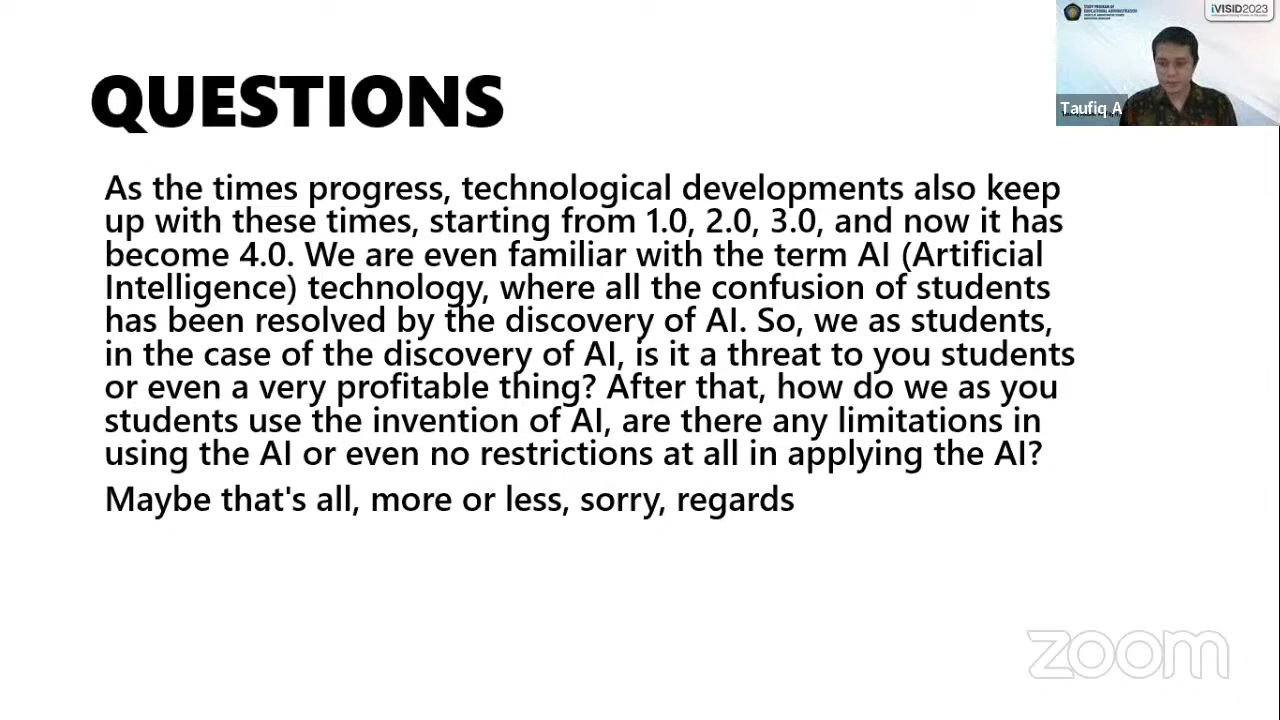 STUDY PROGRAM OF
EDUCATIONAL ADMINISTRATION
iVISID2023
Taufiq A
QUESTIONS
As the times progress, technological developments also keep
up with these times, starting from 1.0, 2.0, 3.0, and now it has
become 4.0. We are even familiar with the term AI (Artificial
Intelligence) technology, where all the confusion of students
has been resolved by the discovery of AI. So, we as students,
in the case of the discovery of AI, is it a threat to you students
or even a very profitable thing? After that, how do we as you
students use the invention of AI, are there any limitations in
using the AI or even no restrictions at all in applying the AI?
Maybe that's all, more or less, sorry, regards
zoom